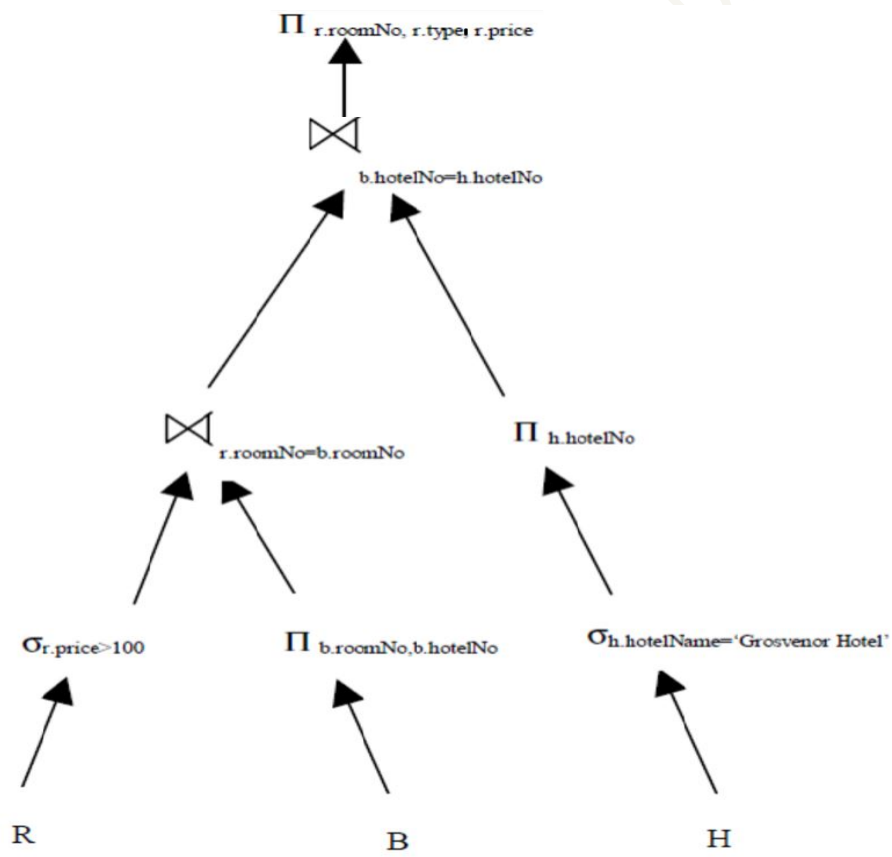 Π r.roomNo, r.type, r.price
⋈
b.hotelNo=h.hotelNo
⋈ r.roomNo=b.roomNo
Π h.hotelNo
σr.price>100
Π b.roomNo,b.hotelNo
σh.hotelName=‘Grosvenor Hotel’
R
B
H